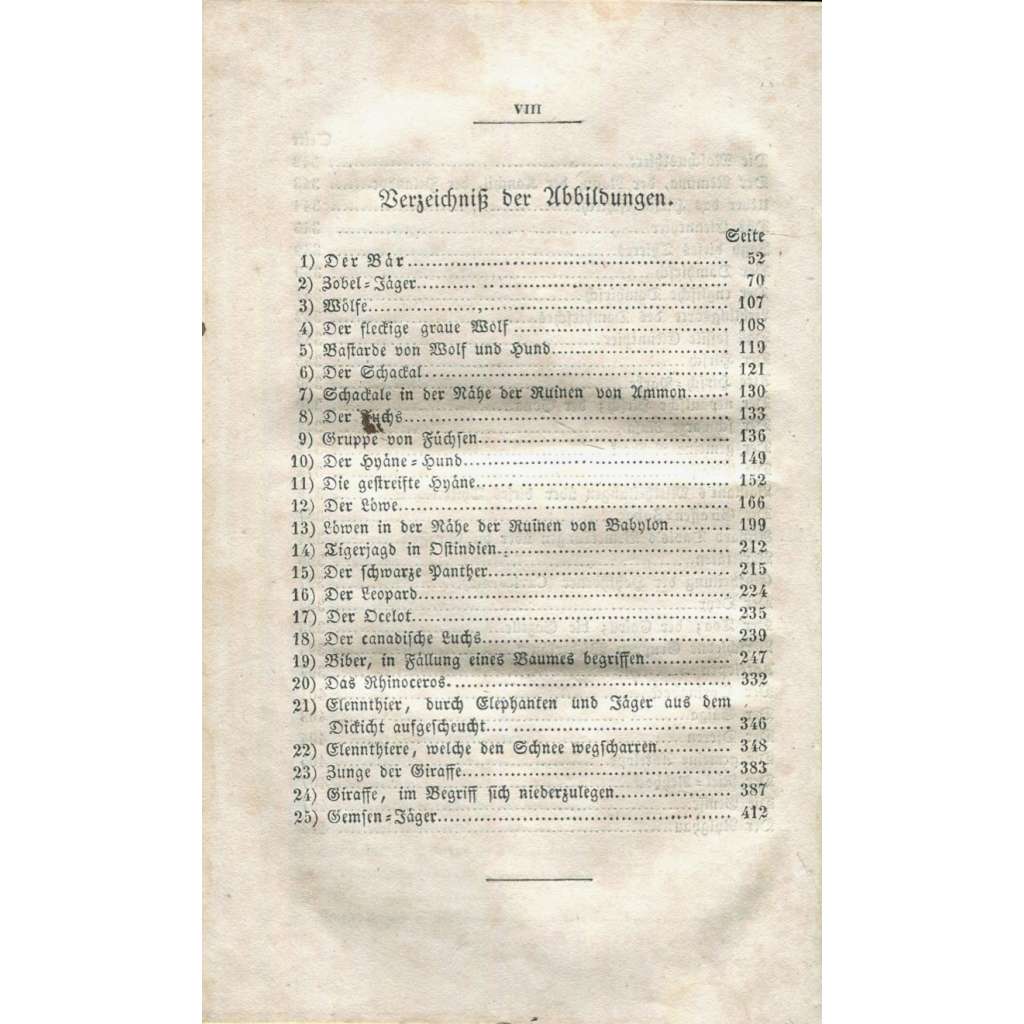 VIII
Verzeichniß der Abbildungen.
Seite
1) Der Bär........................................ 52
2) Zobel-Jäger........................................ 70
3) Wölfe........................................ 107
4) Der fleckige graue Wolf........................................ 108
5) Bastarde von Wolf und Hund........................................ 119
6) Der Schackal........................................ 121
7) Schackale in der Nähe der Ruinen von Ammon...... 130
8) Der Fuchs........................................ 133
9) Gruppe von Füchsen........................................ 136
10) Der Hyäne-Hund........................................ 149
11) Die gestreifte Hyäne........................................ 152
12) Der Löwe........................................ 166
13) Löwen in der Nähe der Ruinen von Babylon......... 199
14) Tigerjagd in Ostindien........................................ 212
15) Der schwarze Panther........................................ 215
16) Der Leopard........................................ 224
17) Der Ocelot........................................ 235
18) Der canadische Luchs........................................ 239
19) Biber, in Fällung eines Baumes begriffen............ 247
20) Das Rhinoceros........................................ 332
21) Elennthier, durch Elephanten und Jäger aus dem
Dickicht aufgescheucht........................................ 346
22) Elennthiere, welche den Schnee wegscharren........... 348
23) Zunge der Giraffe........................................ 383
24) Giraffe, im Begriff sich niederzulegen.................. 387
25) Gemsen-Jäger........................................ 412